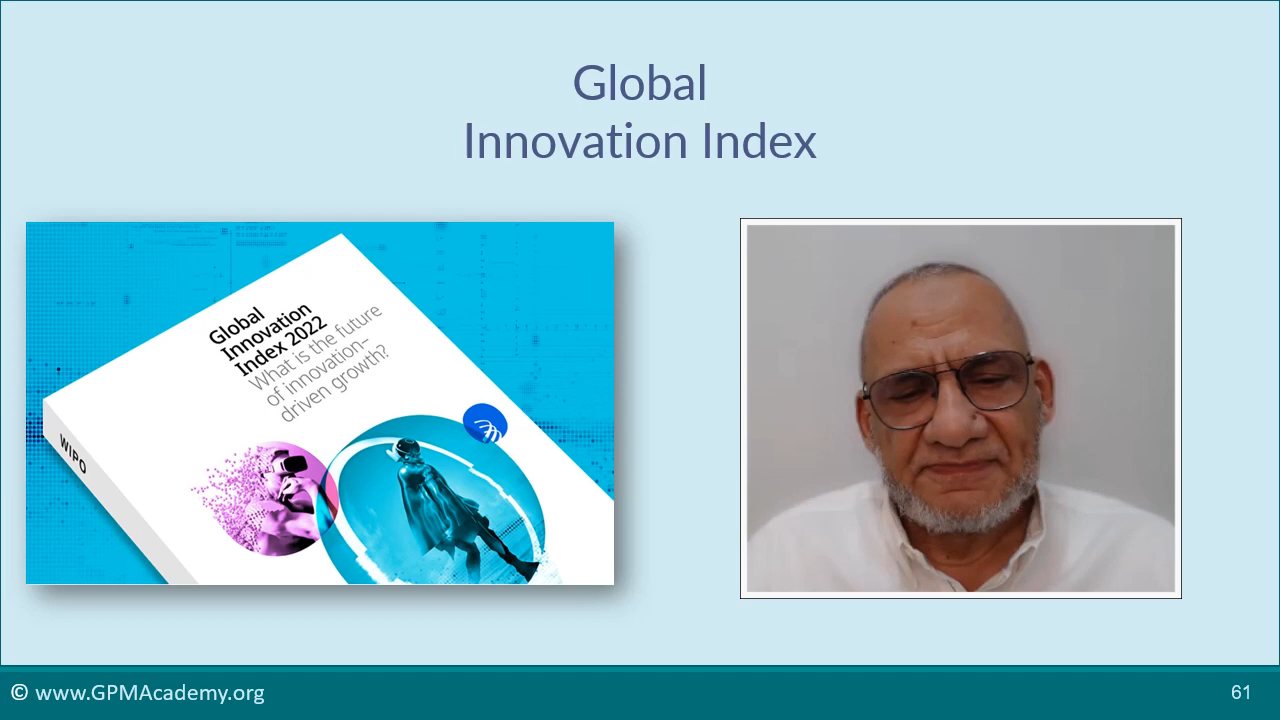 Global
Innovation Index
Global
Innovation
Index 2022
What is the future
of innovation–
driven growth?
WIPO
© www.GPMAcademy.org
61